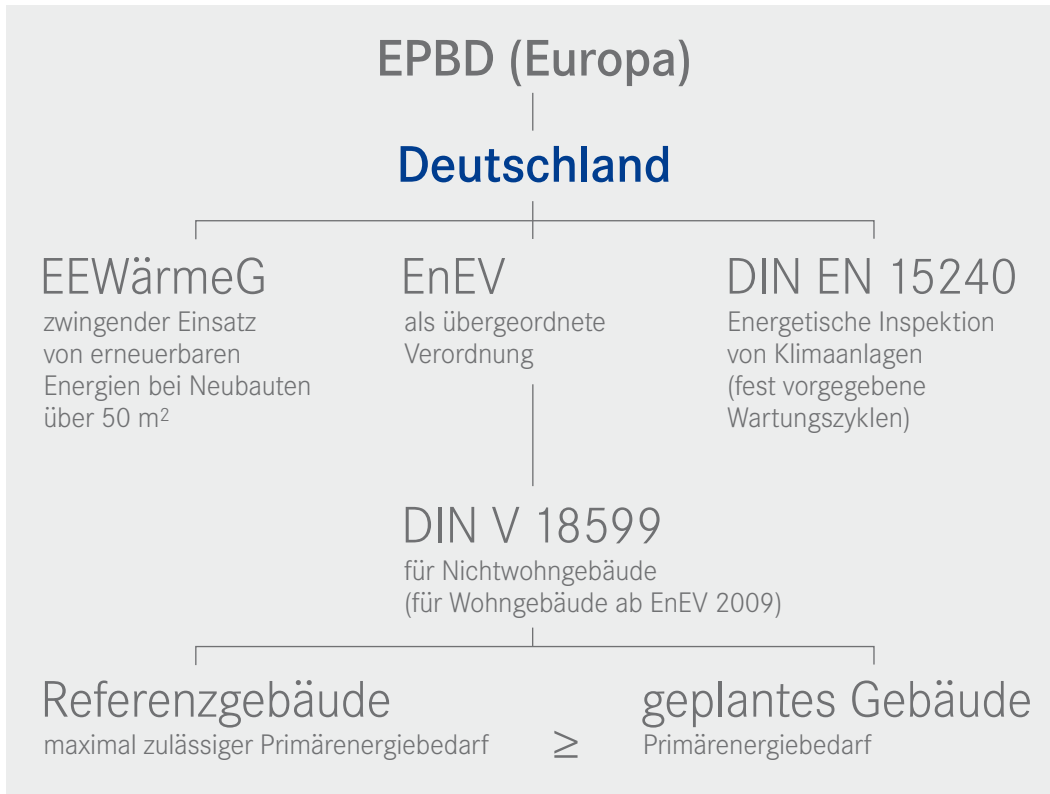 EPBD (Europa)
Deutschland
EEWärmeG
zwingender Einsatz
von erneuerbaren
Energien bei Neubauten
über 50 m²
EnEV
als übergeordnete
Verordnung
DIN EN 15240
Energetische Inspektion
von Klimaanlagen
(fest vorgegebene
Wartungszyklen)
DIN V 18599
für Nichtwohngebäude
(für Wohngebäude ab EnEV 2009)
Referenzgebäude
maximal zulässiger Primärenergiebedarf
≥
geplantes Gebäude
Primärenergiebedarf